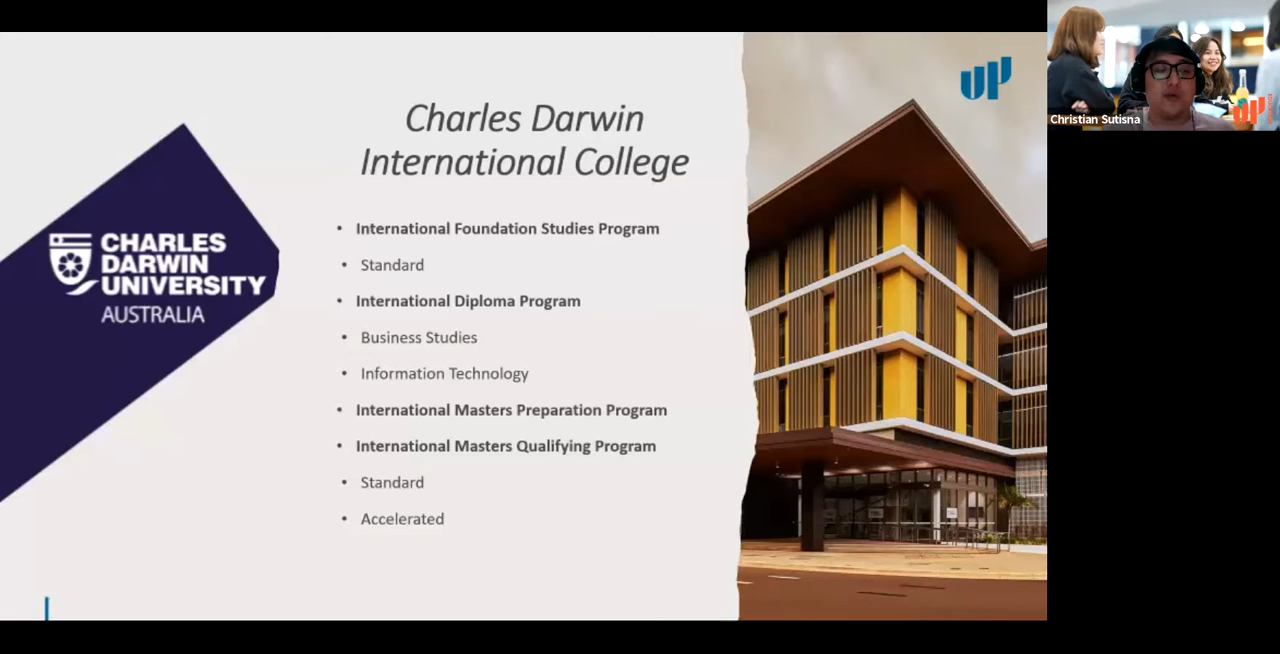 Charles Darwin
International College
CHARLES
DARWIN
UNIVERSITY
AUSTRALIA
• International Foundation Studies Program
• Standard
• International Diploma Program
• Business Studies
• Information Technology
• International Masters Preparation Program
• International Masters Qualifying Program
• Standard
• Accelerated
UP
Christian Sutisna
UP